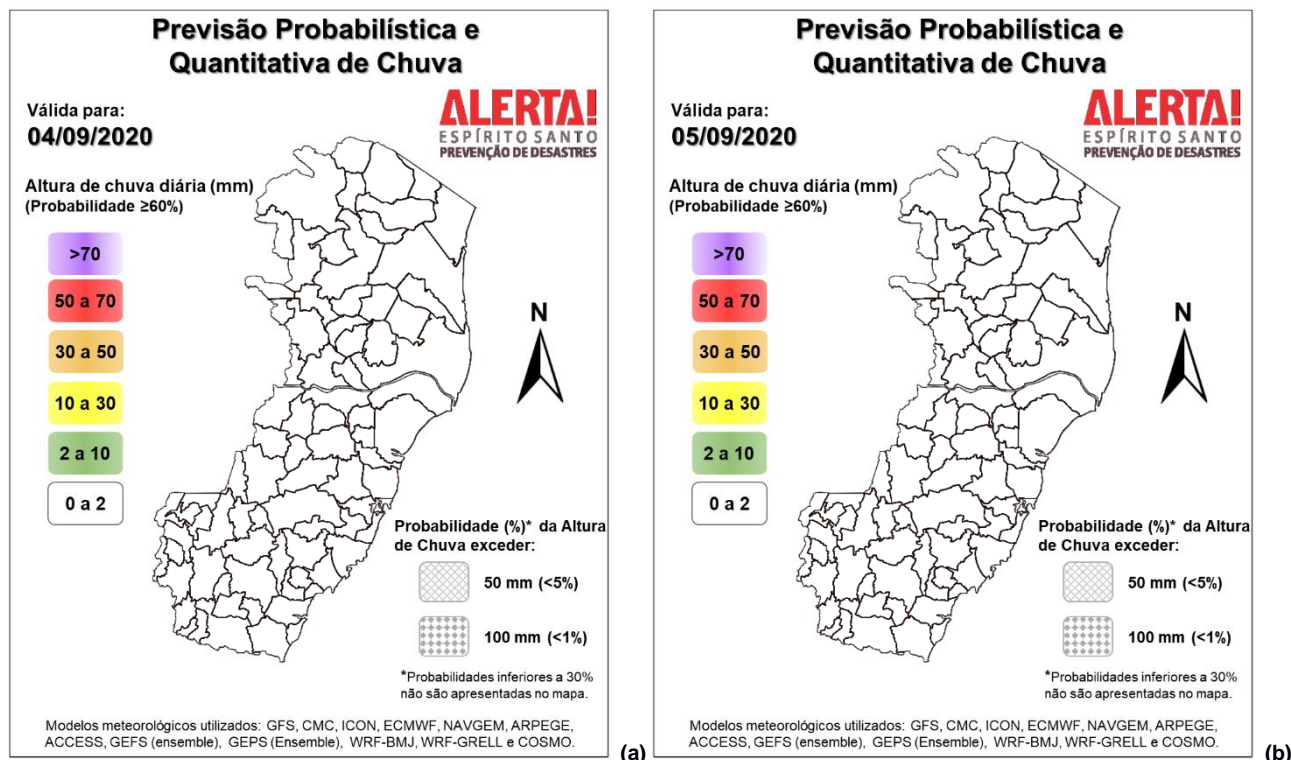 Previsão Probabilística e
Quantitativa de Chuva
Válida para:
04/09/2020
ALERTA!
ESPÍRITO SANTO
PREVENÇÃO DE DESASTRES
Altura de chuva diária (mm)
(Probabilidade ≥60%)
>70
50 a 70
30 a 50
10 a 30
2 a 10
0 a 2
N
Probabilidade (%)* da Altura
de Chuva exceder:
50 mm (<5%)
100 mm (<1%)
*Probabilidades inferiores a 30%
não são apresentadas no mapa.
Modelos meteorológicos utilizados: GFS, CMC, ICON, ECMWF, NAVGEM, ARPEGE,
ACCESS, GEFS (ensemble), GEPS (Ensemble), WRF-BMJ, WRF-GRELL e COSMO.
(a)
Previsão Probabilística e
Quantitativa de Chuva
Válida para:
05/09/2020
ALERTA!
ESPÍRITO SANTO
PREVENÇÃO DE DESASTRES
Altura de chuva diária (mm)
(Probabilidade ≥60%)
>70
50 a 70
30 a 50
10 a 30
2 a 10
0 a 2
N
Probabilidade (%)* da Altura
de Chuva exceder:
50 mm (<5%)
100 mm (<1%)
*Probabilidades inferiores a 30%
não são apresentadas no mapa.
Modelos meteorológicos utilizados: GFS, CMC, ICON, ECMWF, NAVGEM, ARPEGE,
ACCESS, GEFS (ensemble), GEPS (Ensemble), WRF-BMJ, WRF-GRELL e COSMO.
(b)